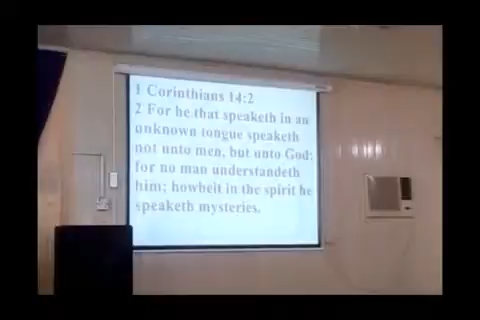 1 Corinthians 14:2
2 For he that speaketh in an
unknown tongue speaketh
not unto men, but unto God:
for no man understandeth
him; howbeit in the spirit he
speaketh mysteries.